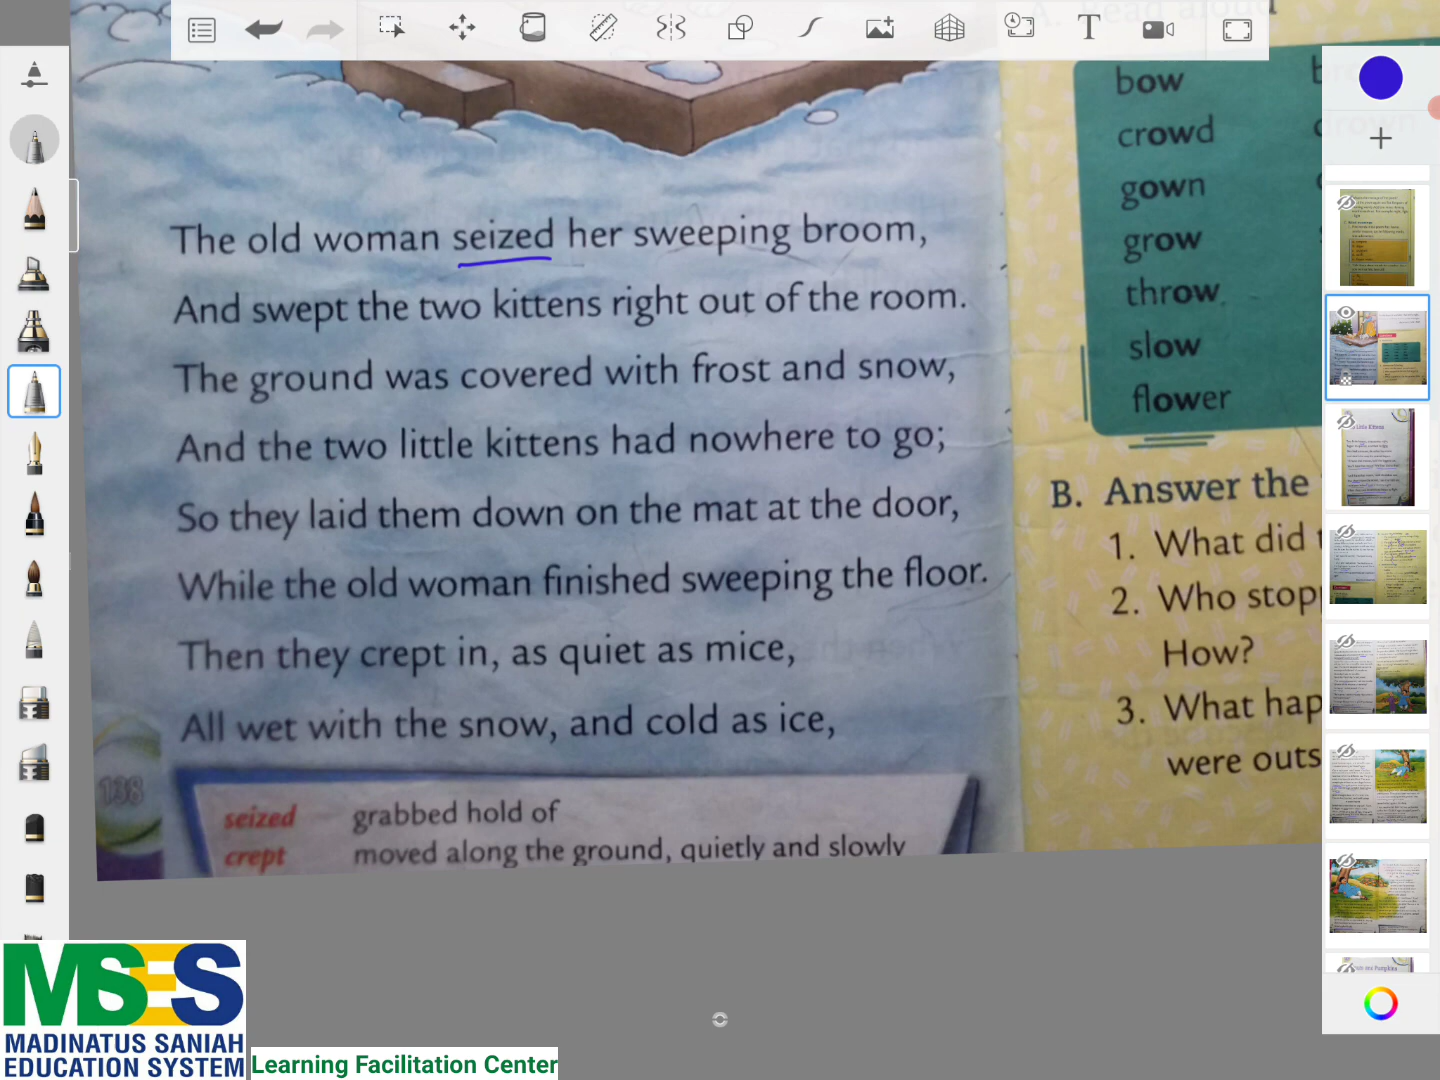 The old woman seized her sweeping broom,
And swept the two kittens right out of the room.
The ground was covered with frost and snow,
And the two little kittens had nowhere to go;
So they laid them down on the mat at the door,
While the old woman finished sweeping the floor.
Then they crept in, as quiet as mice,
All wet with the snow, and cold as ice,
138
seized grabbed hold of
crept moved along the ground, quietly and slowly
A. Read aloud
bow
crowd
drown
gown
grow
throw
slow
flower
B. Answer the
1. What did
2. Who stop
How?
3. What hap
were outs
T
MSES
MADINATUS SANIAH
EDUCATION SYSTEM
Learning Facilitation Center